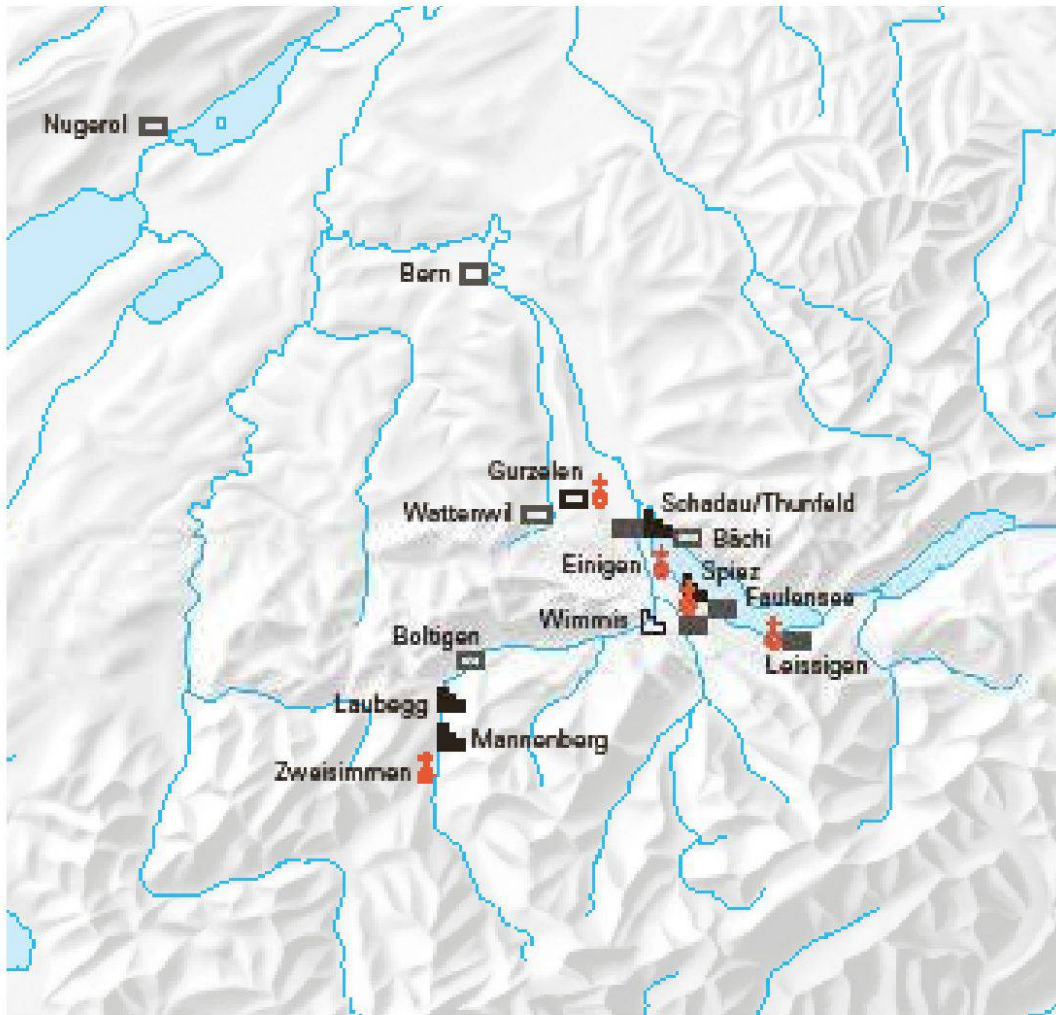 Nugerol
Bern
Gurzelen
Wattenwil
Schadau/Thunfeld
Bächi
Einigen
Spiez
Faulensee
Wimmis
Boltigen
Leissigen
Laubegg
Mannenberg
Zweisimmen